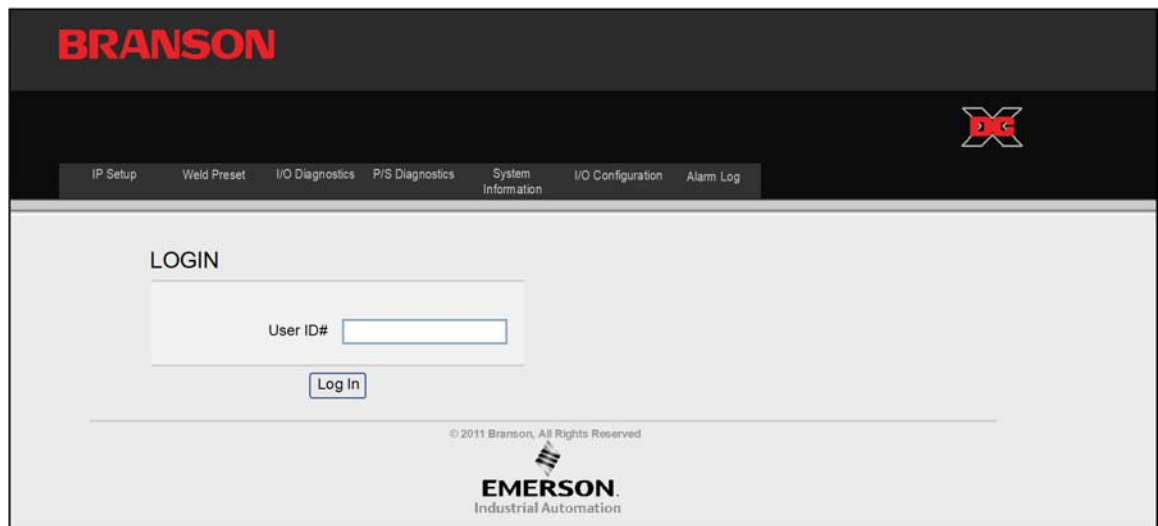 BRANSON
DCX
IP Setup
Weld Preset
I/O Diagnostics
P/S Diagnostics
System
Information
I/O Configuration
Alarm Log
LOGIN
User ID#
Log In
© 2011 Branson, All Rights Reserved
EMERSON.
Industrial Automation